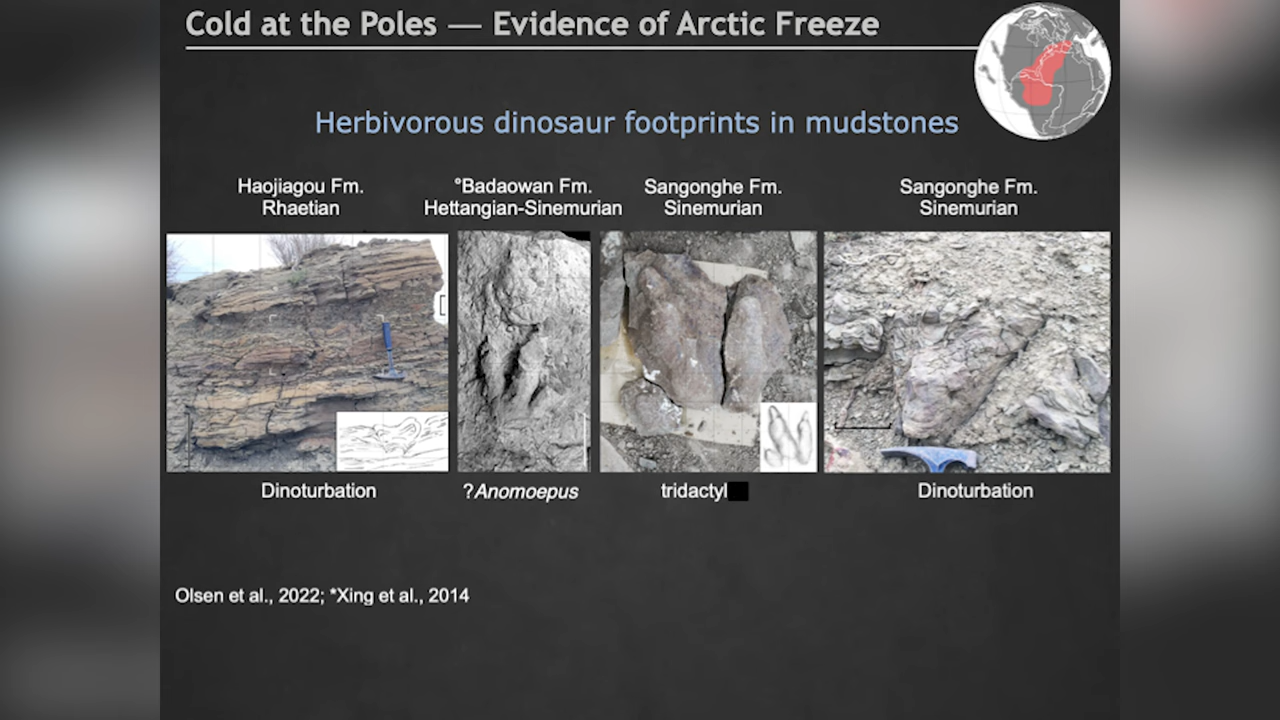 Cold at the Poles — Evidence of Arctic Freeze
Herbivorous dinosaur footprints in mudstones
Haojiagou Fm.
Rhaetian
°Badaowan Fm.
Hettangian-Sinemurian
Sangonghe Fm.
Sinemurian
Sangonghe Fm.
Sinemurian
Dinoturbation
?Anomoepus
tridactyl
Dinoturbation
Olsen et al., 2022; *Xing et al., 2014